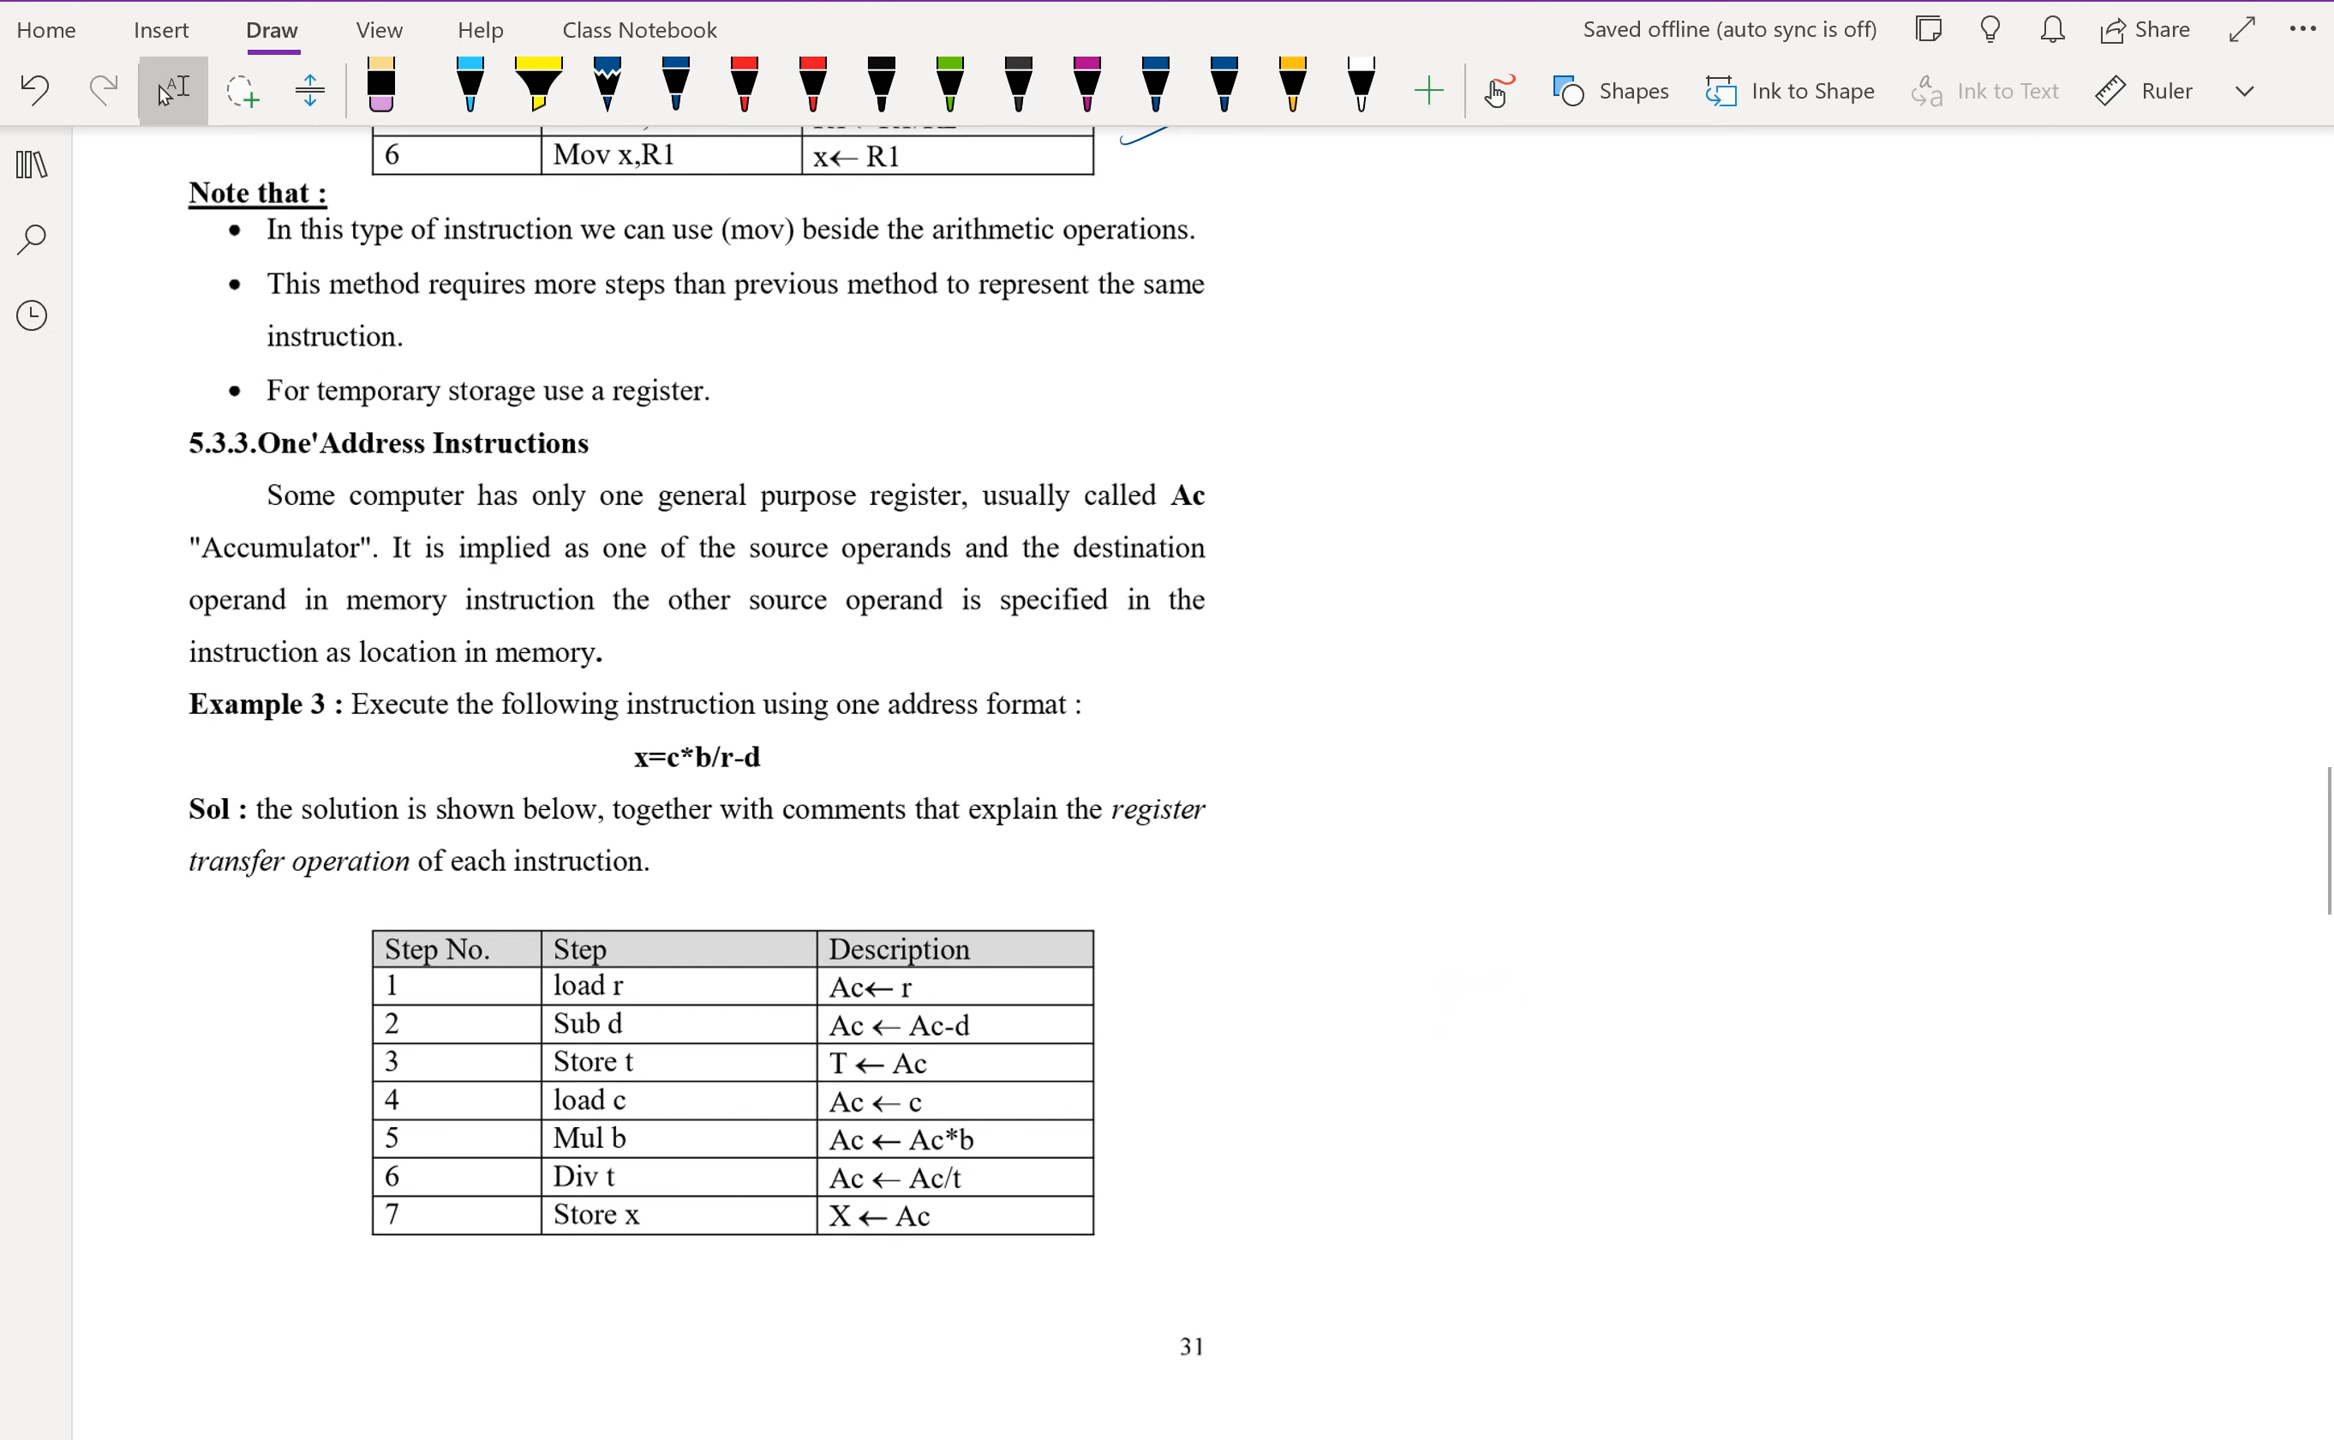 Home Insert Draw View Help Class Notebook Saved offline (auto sync is off) Share
Shapes Ink to Shape Ink to Text Ruler
6 Mov x,R1 x← R1
Note that :
• In this type of instruction we can use (mov) beside the arithmetic operations.
• This method requires more steps than previous method to represent the same
instruction.
• For temporary storage use a register.
5.3.3.One'Address Instructions
Some computer has only one general purpose register, usually called Ac
"Accumulator". It is implied as one of the source operands and the destination
operand in memory instruction the other source operand is specified in the
instruction as location in memory.
Example 3 : Execute the following instruction using one address format :
x=c*b/r-d
Sol : the solution is shown below, together with comments that explain the register
transfer operation of each instruction.
Step No. Step Description
1 load r Ac← r
2 Sub d Ac ← Ac-d
3 Store t T ← Ac
4 load c Ac ← c
5 Mul b Ac ← Ac*b
6 Div t Ac ← Ac/t
7 Store x X ← Ac
31